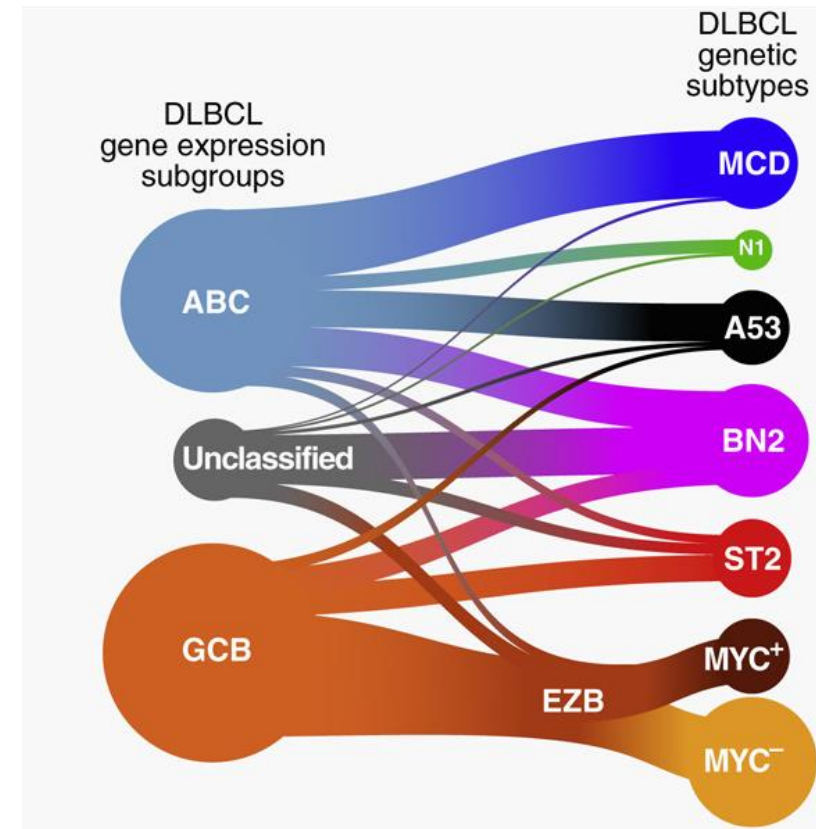 DLBCL
genetic
subtypes
DLBCL
gene expression
subgroups
MCD
N1
ABC
A53
BN2
Unclassified
ST2
GCB
MYC⁺
EZB
MYC⁻